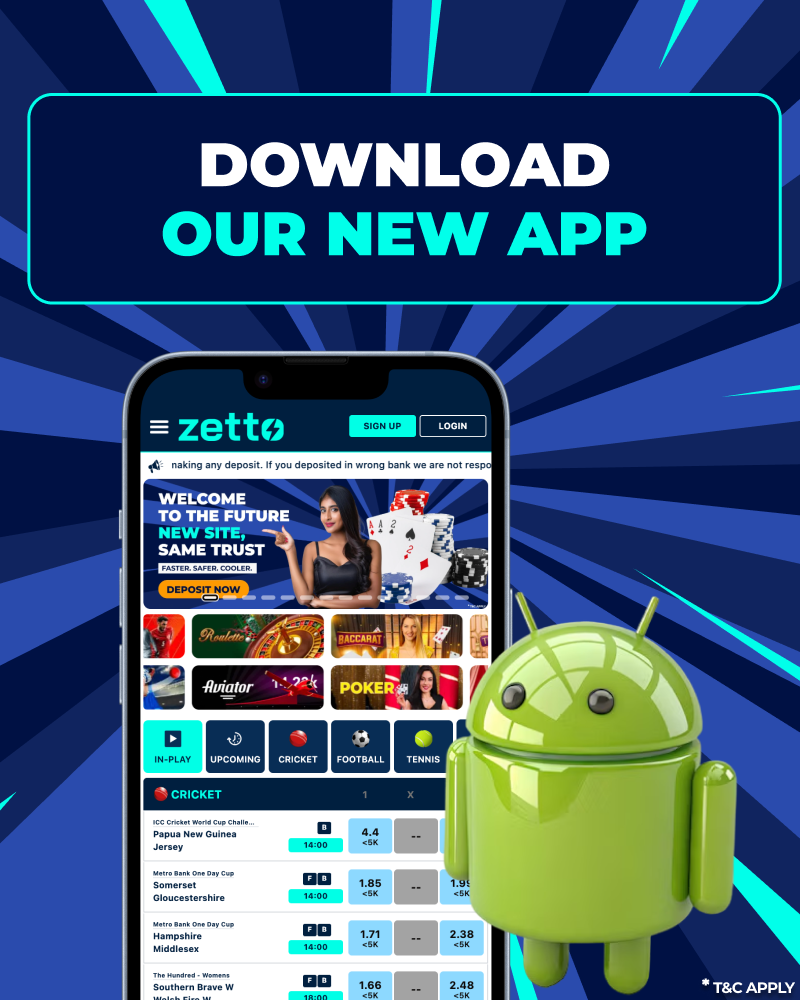 DOWNLOAD
OUR NEW APP
zetto
SIGN UP
LOGIN
naking any deposit. If you deposited in wrong bank we are not respo
WELCOME
TO THE FUTURE
NEW SITE,
SAME TRUST
FASTER. SAFER. COOLER.
DEPOSIT NOW
Roulette
BACCARAT
Aviator
POKER
IN-PLAY
UPCOMING
CRICKET
FOOTBALL
TENNIS
CRICKET
1
X
ICC Cricket World Cup Challe...
Papua New Guinea
Jersey
B
14:00
4.4
<5K
--
Metro Bank One Day Cup
Somerset
Gloucestershire
F B
14:00
1.85
<5K
--
1.9
<5K
Metro Bank One Day Cup
Hampshire
Middlesex
F B
14:00
1.71
<5K
--
2.38
<5K
The Hundred - Womens
Southern Brave W
Welsh Fire W
F B
18:00
1.66
<5K
--
2.48
<5K
* T&C APPLY